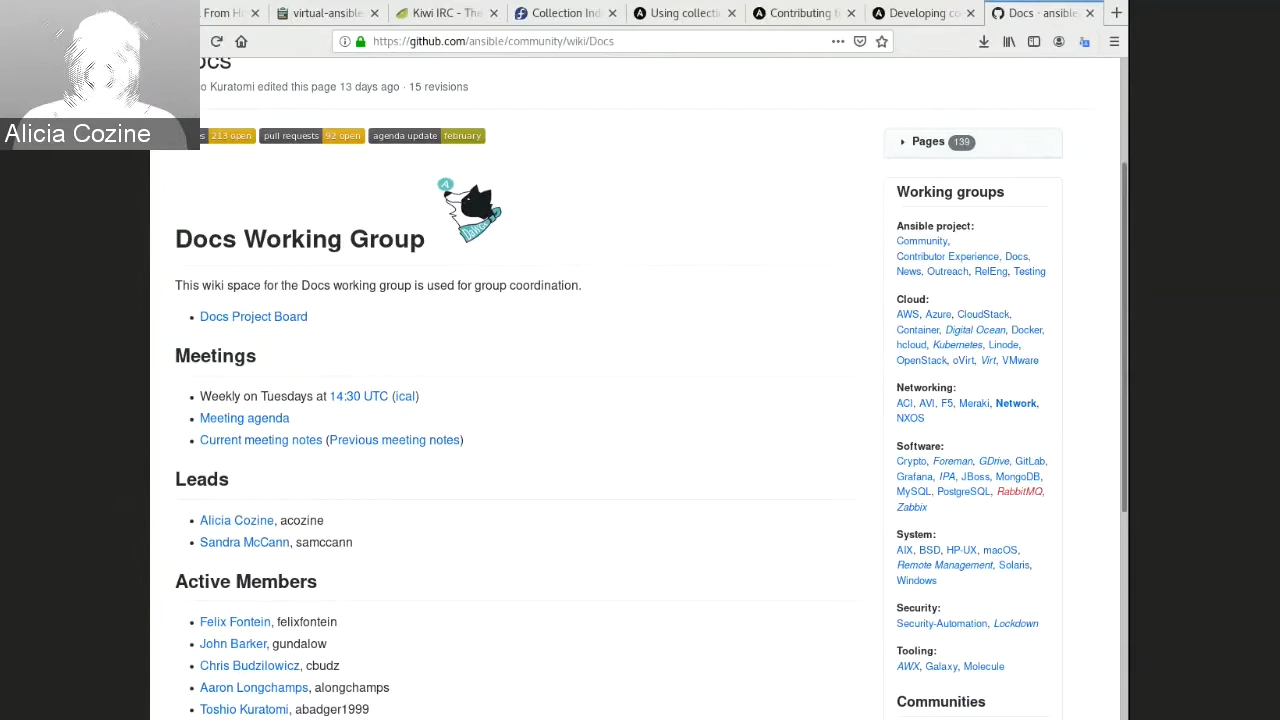 From H
virtual-ansible
Kiwi IRC - The
Collection Ind
Using collectio
Contributing t
Developing co
Docs · ansible
https://github.com/ansible/community/wiki/Docs
Alicia Cozine
Docs
o Kuratomi edited this page 13 days ago · 15 revisions
s 213 open pull requests 92 open agenda update february
Docs Working Group
This wiki space for the Docs working group is used for group coordination.
Docs Project Board
Meetings
Weekly on Tuesdays at 14:30 UTC (ical)
Meeting agenda
Current meeting notes (Previous meeting notes)
Leads
Alicia Cozine, acozine
Sandra McCann, samccann
Active Members
Felix Fontein, felixfontein
John Barker, gundalow
Chris Budzilowicz, cbudz
Aaron Longchamps, alongchamps
Toshio Kuratomi, abadger1999
Pages 139
Working groups
Ansible project:
Community,
Contributor Experience, Docs,
News, Outreach, RelEng, Testing
Cloud:
AWS, Azure, CloudStack,
Container, Digital Ocean, Docker,
hcloud, Kubernetes, Linode,
OpenStack, oVirt, Virt, VMware
Networking:
ACI, AVI, F5, Meraki, Network,
NXOS
Software:
Crypto, Foreman, GDrive, GitLab,
Grafana, IPA, JBoss, MongoDB,
MySQL, PostgreSQL, RabbitMQ,
Zabbix
System:
AIX, BSD, HP-UX, macOS,
Remote Management, Solaris,
Windows
Security:
Security-Automation, Lockdown
Tooling:
AWX, Galaxy, Molecule
Communities